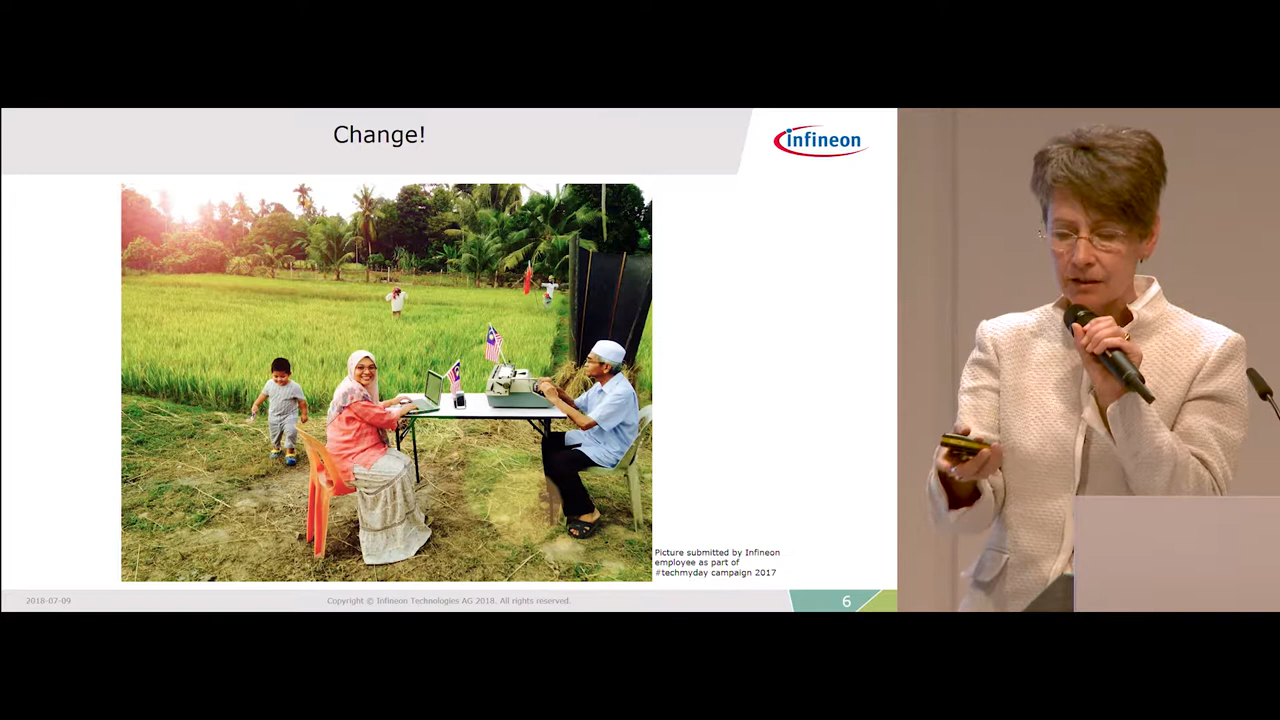 Change!
infineon
Picture submitted by Infineon
employee as part of
#techmyday campaign 2017
2018-07-09
Copyright © Infineon Technologies AG 2018. All rights reserved.
6